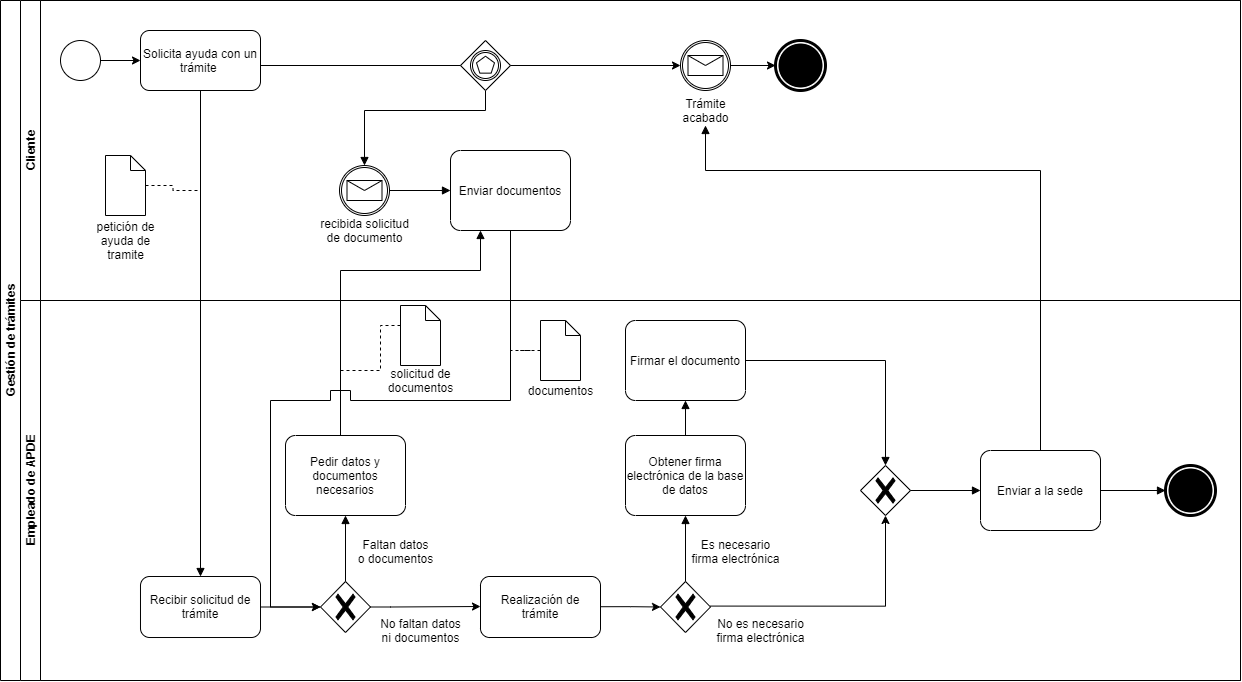 Gestión de trámites
Cliente
Solicita ayuda con un
trámite
Trámite
acabado
petición de
ayuda de
tramite
recibida solicitud
de documento
Enviar documentos
Empleado de APDE
solicitud de
documentos
documentos
Firmar el documento
Pedir datos y
documentos
necesarios
Obtener firma
electrónica de la base
de datos
Enviar a la sede
Faltan datos
o documentos
Es necesario
firma electrónica
Recibir solicitud de
trámite
No faltan datos
ni documentos
Realización de
trámite
No es necesario
firma electrónica